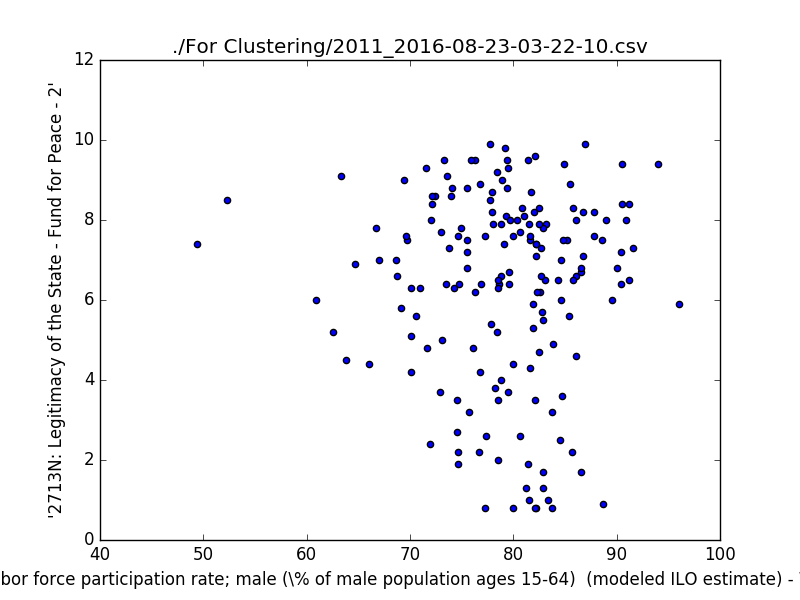 ./For Clustering/2011_2016-08-23-03-22-10.csv
12
10
8
6
4
2
0
'2713N: Legitimacy of the State - Fund for Peace - 2'
40 50 60 70 80 90 100
force participation rate; male (\% of male population ages 15-64) (modeled ILO estimate) -